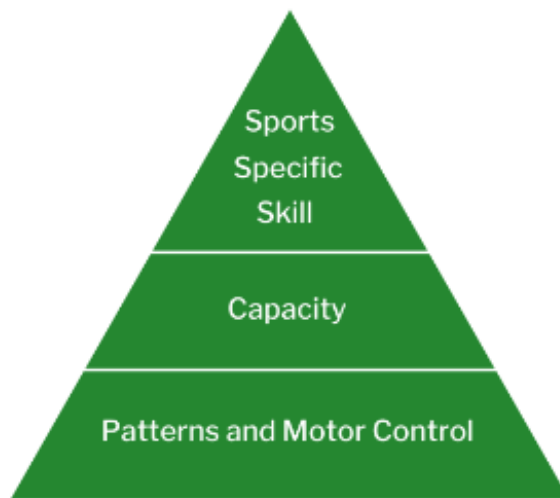 Sports
Specific
Skill
Capacity
Patterns and Motor Control